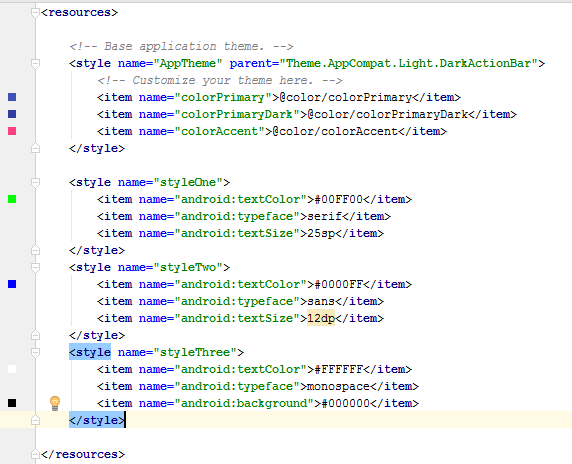 <resources>
<!-- Base application theme. -->
<style name="AppTheme" parent="Theme.AppCompat.Light.DarkActionBar">
<!-- Customize your theme here. -->
<item name="colorPrimary">@color/colorPrimary</item>
<item name="colorPrimaryDark">@color/colorPrimaryDark</item>
<item name="colorAccent">@color/colorAccent</item>
</style>
<style name="styleOne">
<item name="android:textColor">#00FF00</item>
<item name="android:typeface">serif</item>
<item name="android:textSize">25sp</item>
</style>
<style name="styleTwo">
<item name="android:textColor">#0000FF</item>
<item name="android:typeface">sans</item>
<item name="android:textSize">12dp</item>
</style>
<style name="styleThree">
<item name="android:textColor">#FFFFFF</item>
<item name="android:typeface">monospace</item>
<item name="android:background">#000000</item>
</style>
</resources>